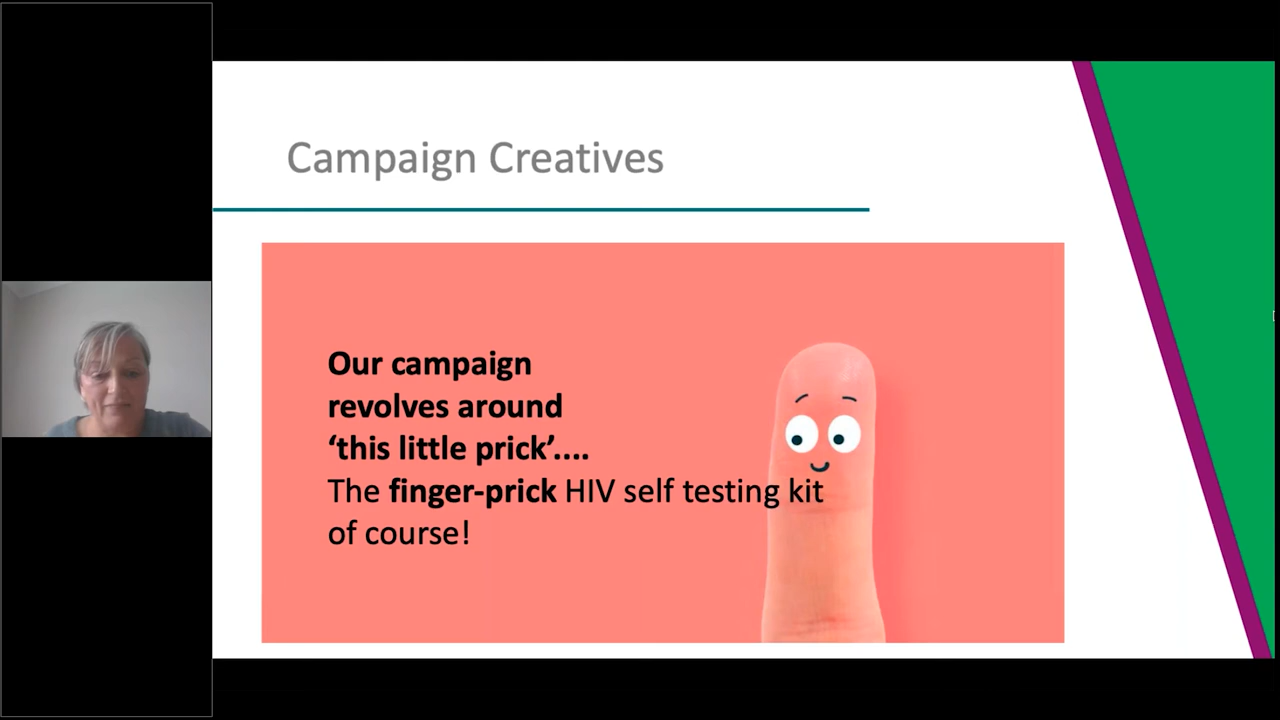 Campaign Creatives
Our campaign
revolves around
‘this little prick’....
The finger-prick HIV self testing kit
of course!